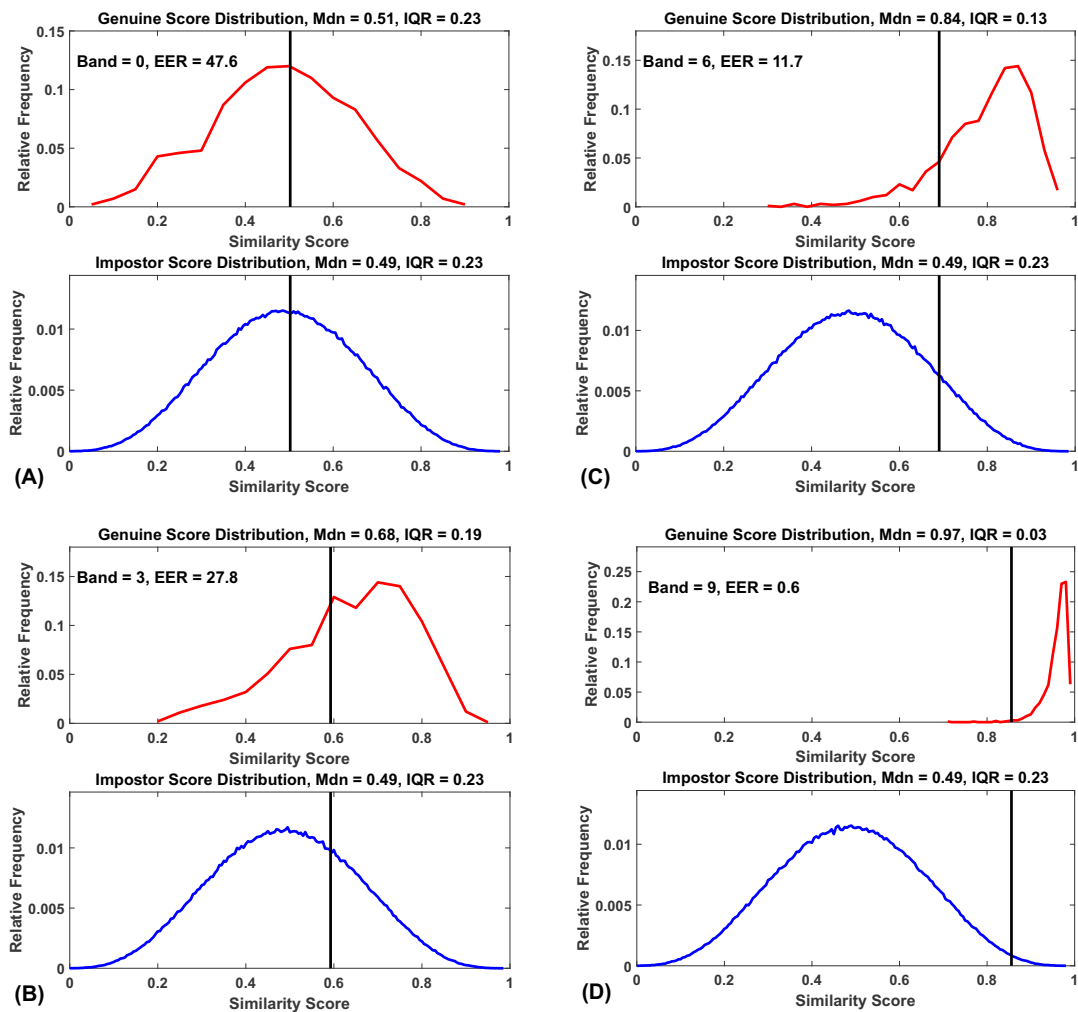 Genuine Score Distribution, Mdn = 0.51, IQR = 0.23
Band = 0, EER = 47.6
Relative Frequency
0.15
0.1
0.05
0
0 0.2 0.4 0.6 0.8 1
Similarity Score
Impostor Score Distribution, Mdn = 0.49, IQR = 0.23
Relative Frequency
0.01
0.005
0
0 0.2 0.4 0.6 0.8 1
Similarity Score
(A)
Genuine Score Distribution, Mdn = 0.68, IQR = 0.19
Band = 3, EER = 27.8
Relative Frequency
0.15
0.1
0.05
0
0 0.2 0.4 0.6 0.8 1
Similarity Score
Impostor Score Distribution, Mdn = 0.49, IQR = 0.23
Relative Frequency
0.01
0.005
0
0 0.2 0.4 0.6 0.8 1
Similarity Score
(B)
Genuine Score Distribution, Mdn = 0.84, IQR = 0.13
Band = 6, EER = 11.7
Relative Frequency
0.15
0.1
0.05
0
0 0.2 0.4 0.6 0.8 1
Similarity Score
Impostor Score Distribution, Mdn = 0.49, IQR = 0.23
Relative Frequency
0.01
0.005
0
0 0.2 0.4 0.6 0.8 1
Similarity Score
(C)
Genuine Score Distribution, Mdn = 0.97, IQR = 0.03
Band = 9, EER = 0.6
Relative Frequency
0.25
0.2
0.15
0.1
0.05
0
0 0.2 0.4 0.6 0.8 1
Similarity Score
Impostor Score Distribution, Mdn = 0.49, IQR = 0.23
Relative Frequency
0.01
0.005
0
0 0.2 0.4 0.6 0.8 1
Similarity Score
(D)